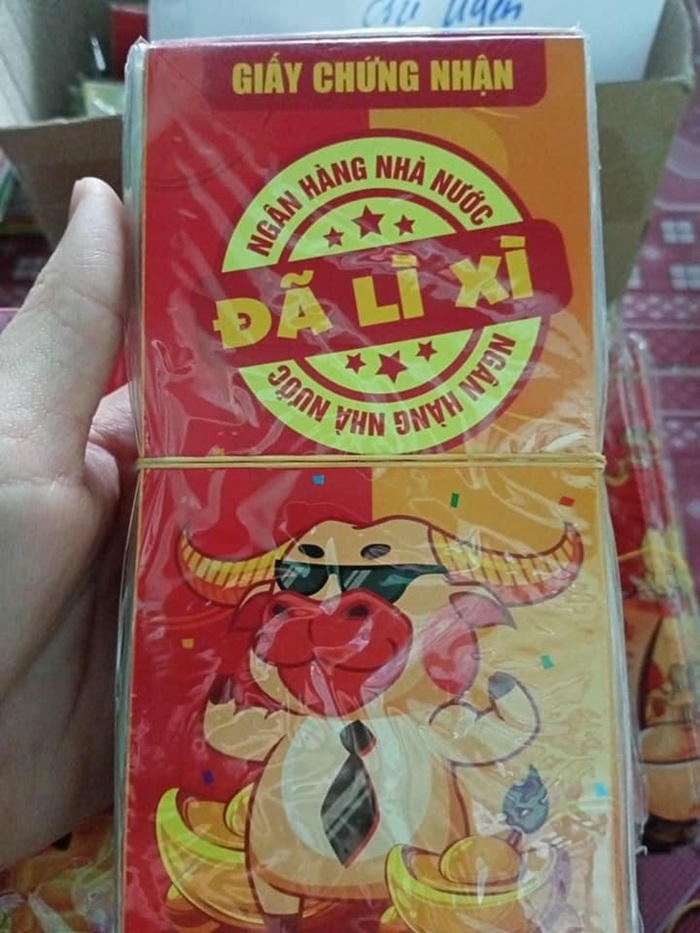 GIẤY CHỨNG NHẬN
NGÂN HÀNG NHÀ NƯỚC
ĐÃ LÌ XÌ
NGÂN HÀNG NHÀ NƯỚC